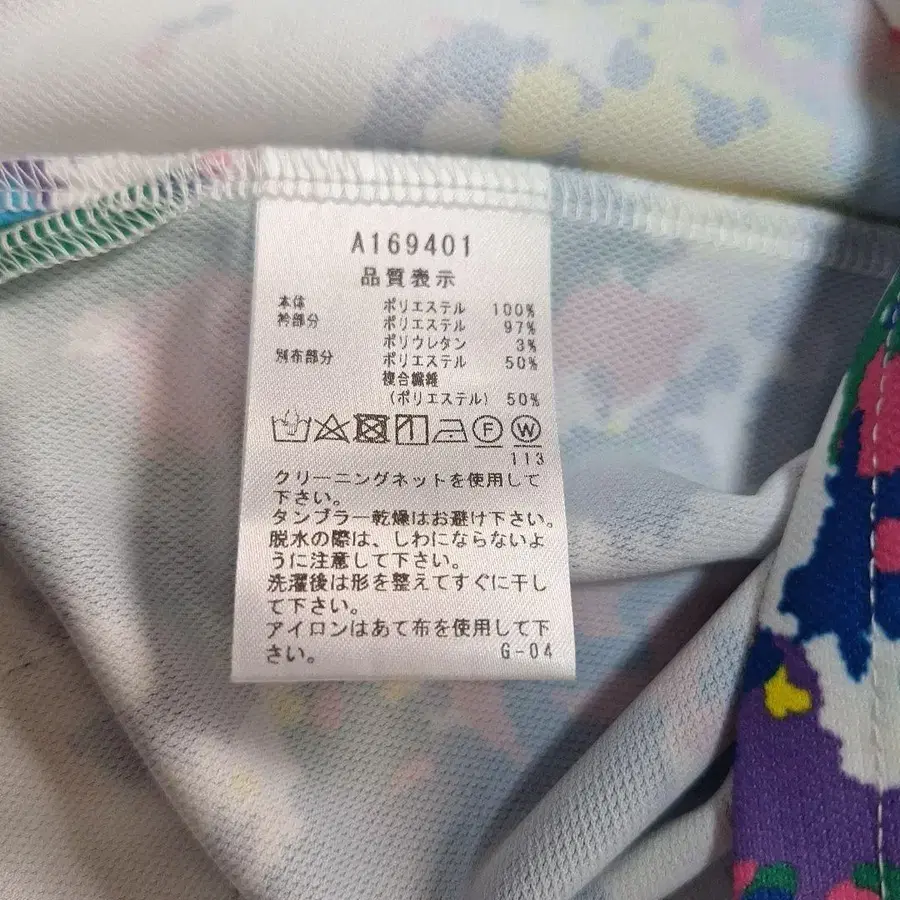 A169401
品質表示
本体 ポリエステル 100%
衿部分 ポリエステル 97%
ポリウレタン 3%
別布部分 ポリエステル 50%
複合繊維
(ポリエステル) 50%
F W
113
クリーニングネットを使用して
下さい。
タンブラー乾燥はお避け下さい。
脱水の際は、しわにならないよ
うに注意して下さい。
洗濯後は形を整えてすぐに干し
て下さい。
アイロンはあて布を使用して下
さい。 G-04